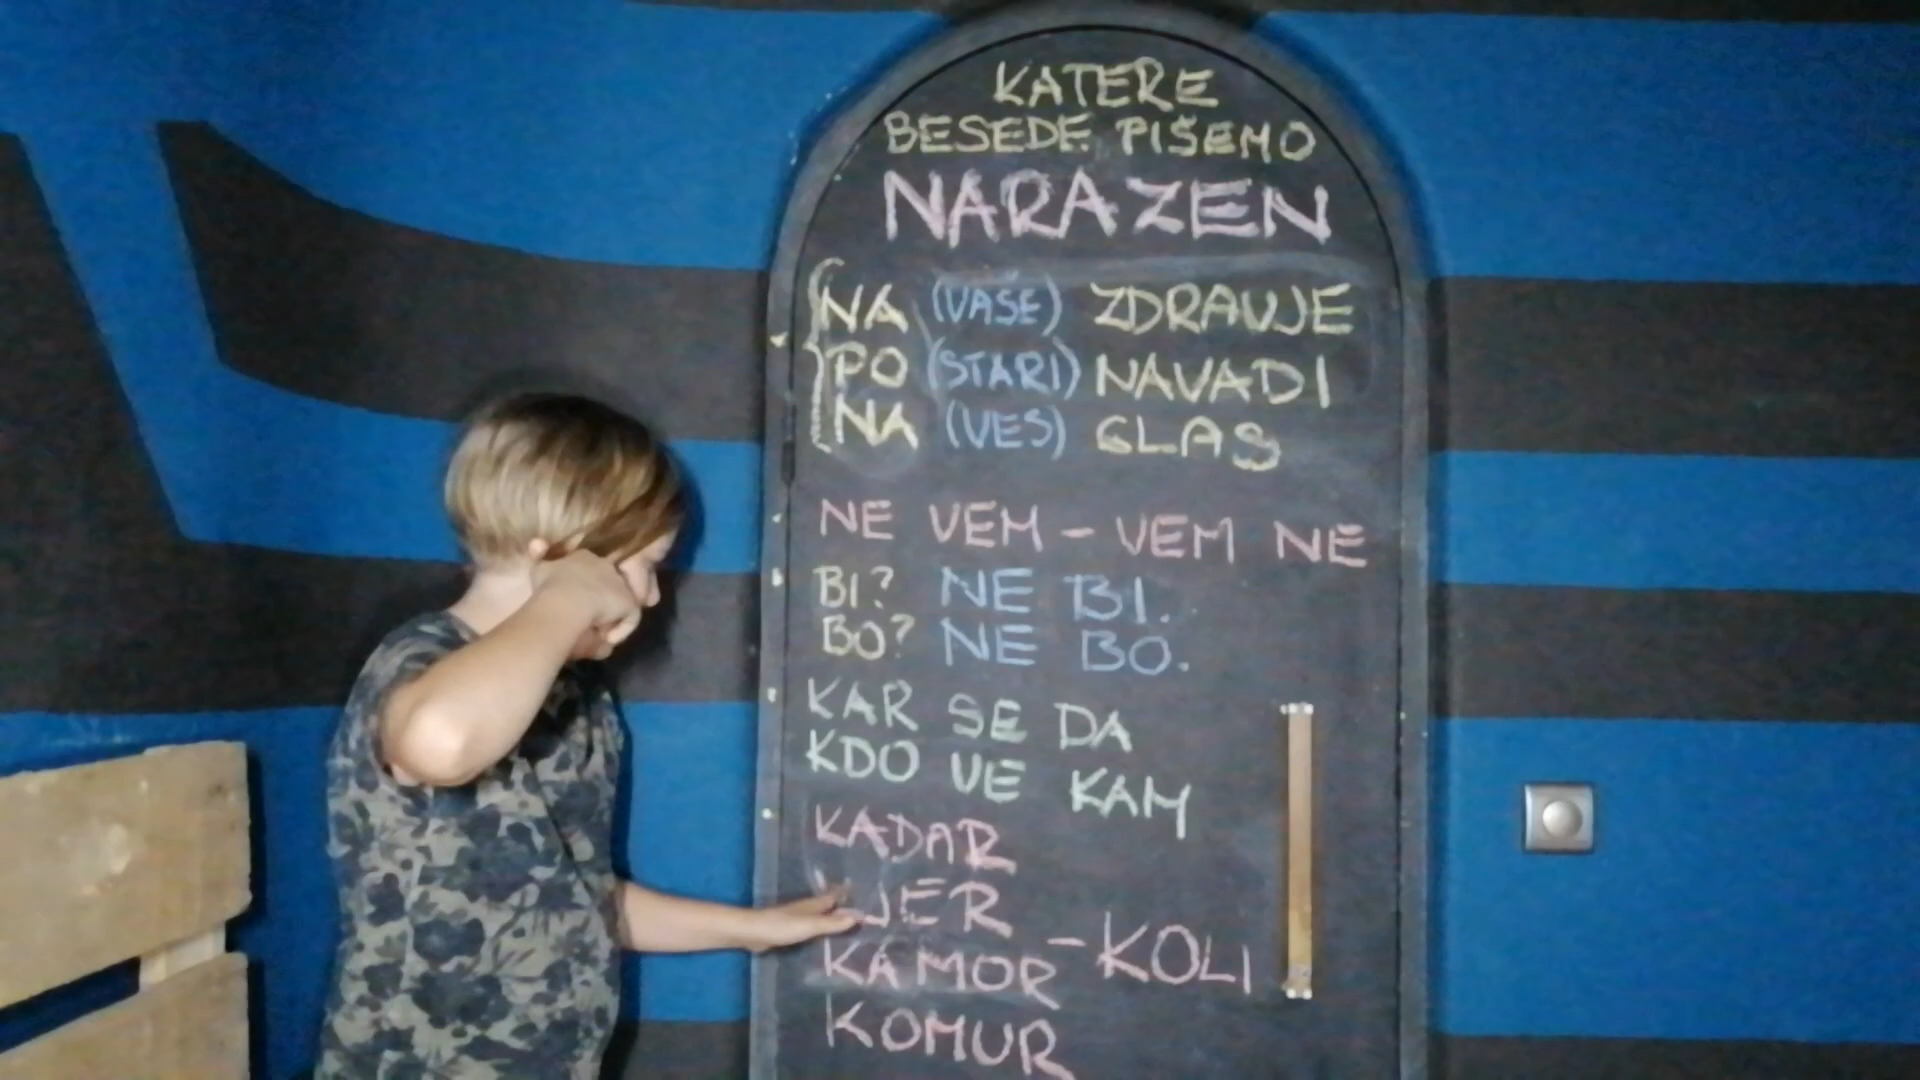 KATERE
BESEDE PIŠEMO
NARAZEN
NA (VAŠE) ZDRAVJE
PO (STARI) NAVADI
NA (VES) GLAS
NE VEM - VEM NE
BI? NE BI.
BO? NE BO.
KAR SE DA
KDO VE KAM
KADAR
JER
KAMOR -KOLI
KOMUR